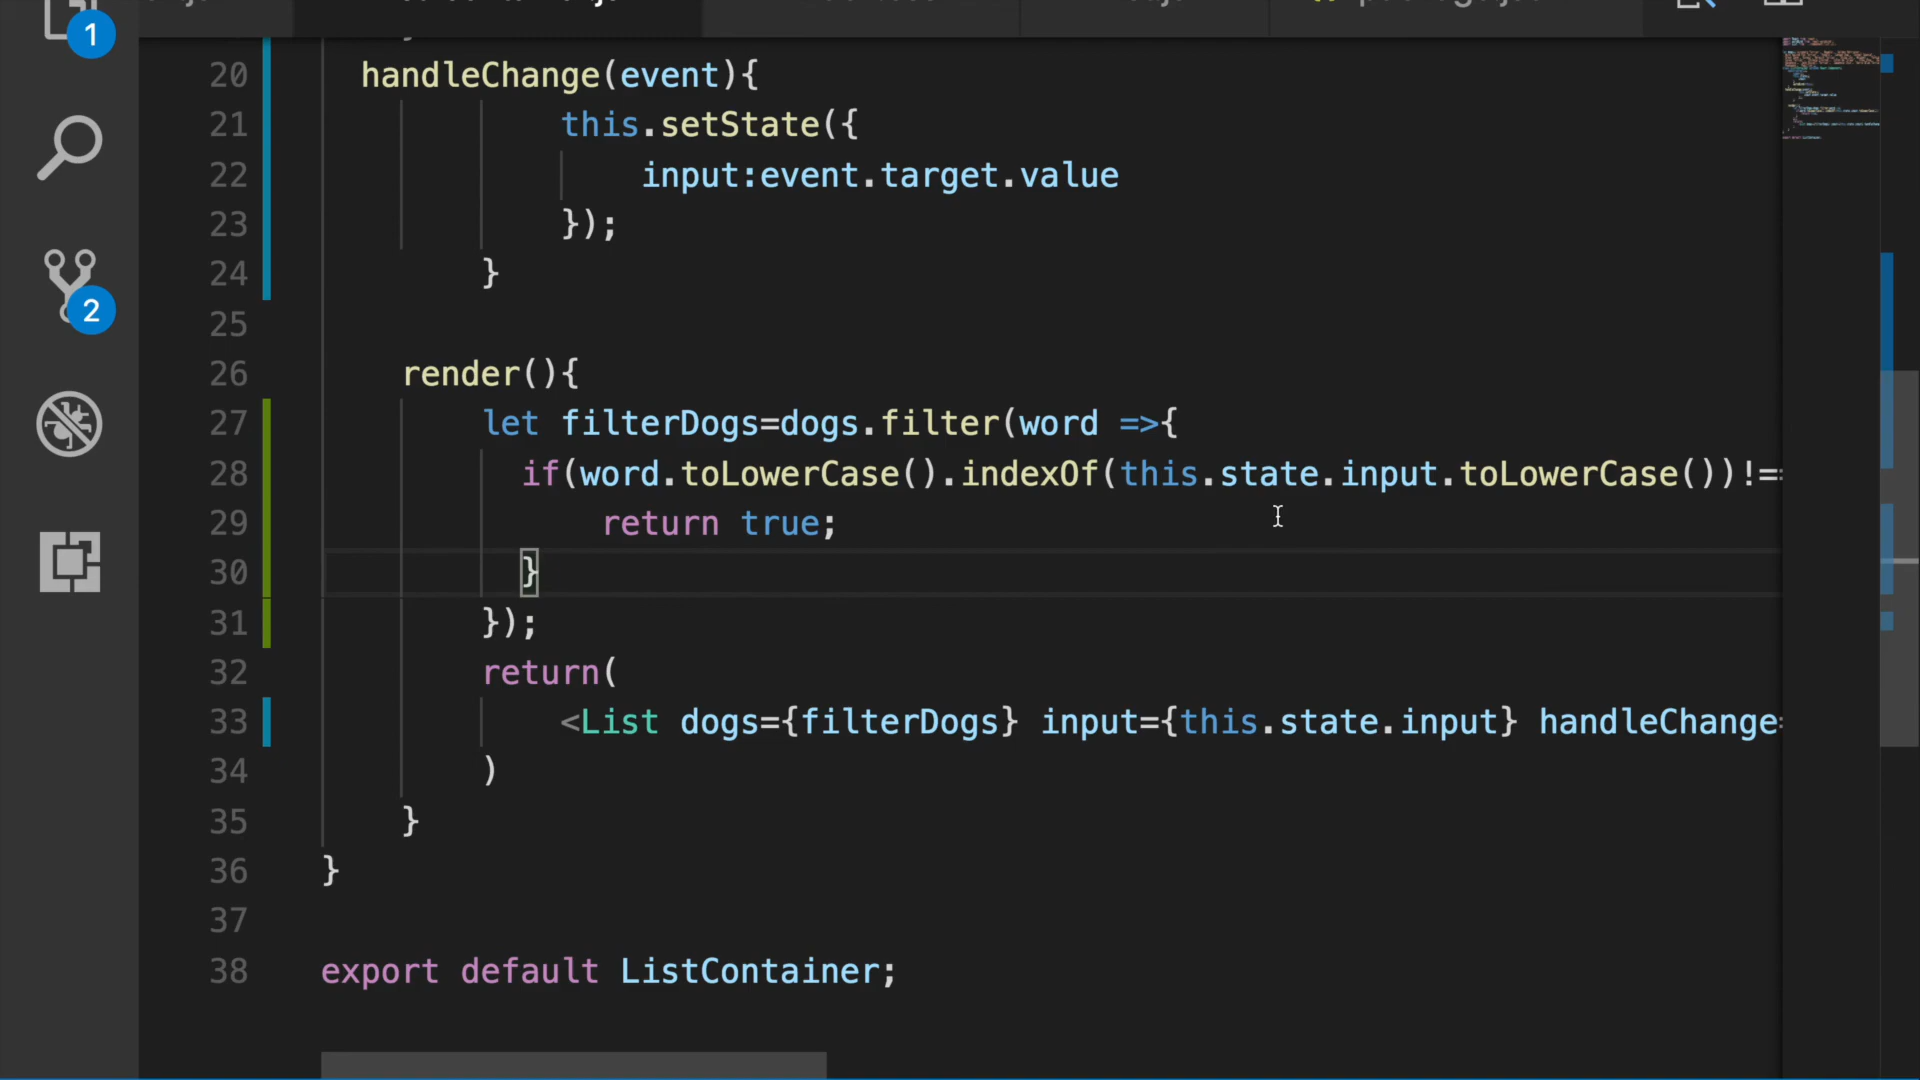 1
2
20 handleChange(event){
21 this.setState({
22 input:event.target.value
23 });
24 }
25
26 render(){
27 let filterDogs=dogs.filter(word =>{
28 if(word.toLowerCase().indexOf(this.state.input.toLowerCase())!==
29 return true;
30 }
31 });
32 return(
33 <List dogs={filterDogs} input={this.state.input} handleChange=
34 )
35 }
36 }
37
38 export default ListContainer;